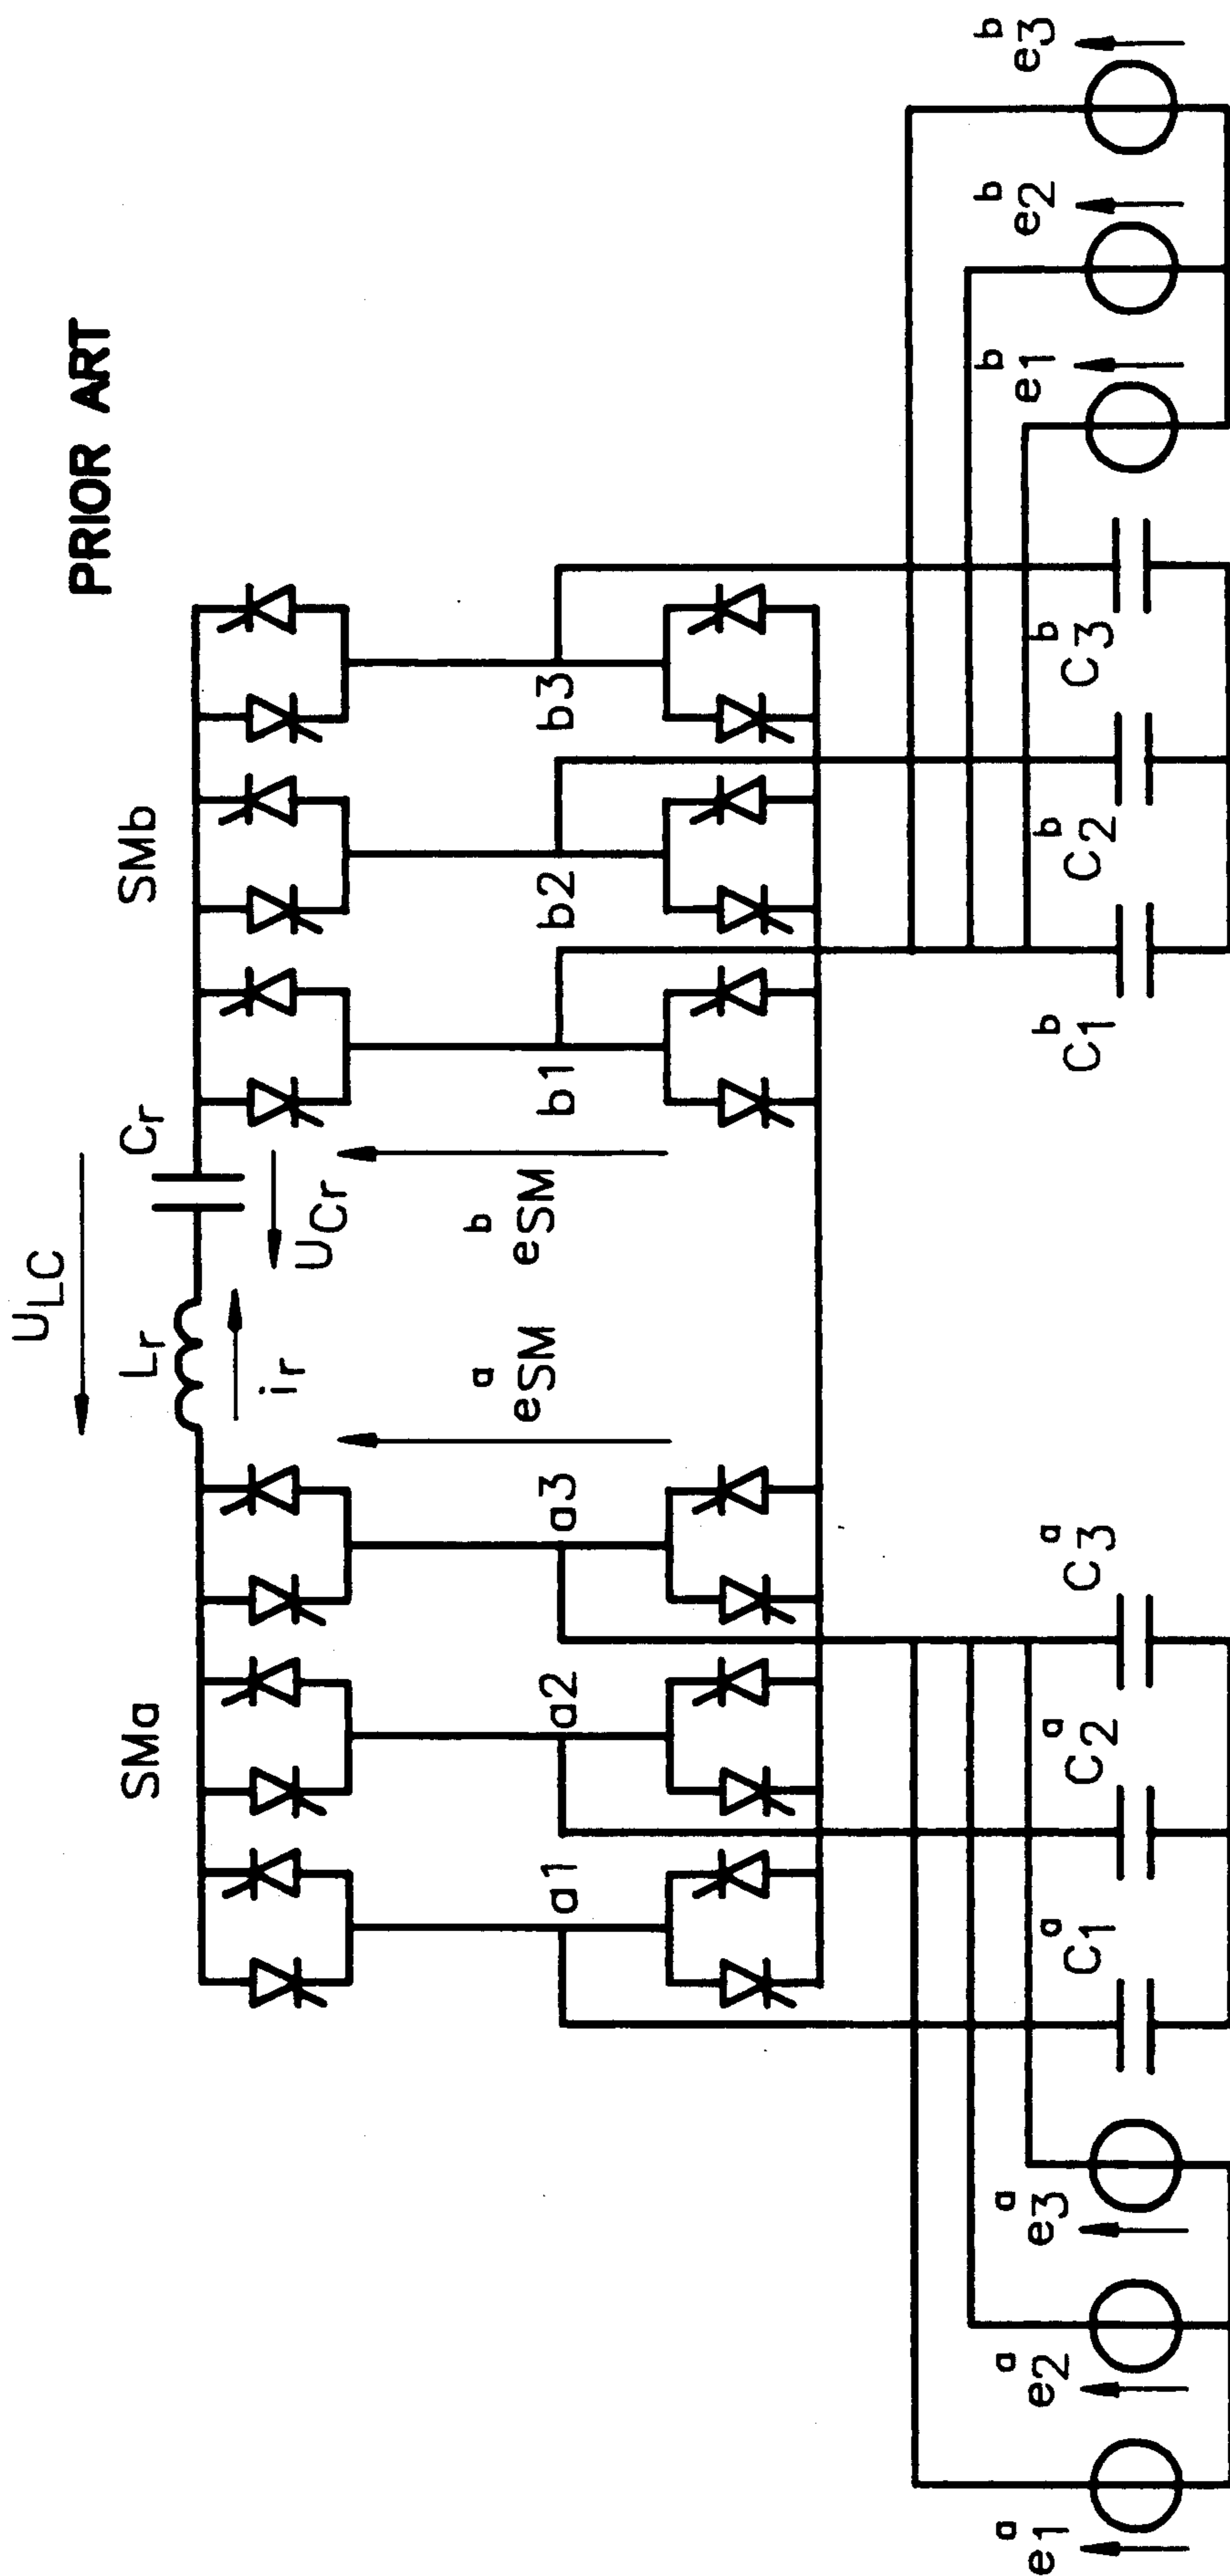 PRIOR ART
U_LC
SMa
L_r
C_r
SMb
i_r
U_Cr
e^a_SM
e^b_SM
a1
a2
a3
b1
b2
b3
e^a_1
e^a_2
e^a_3
C^a_1
C^a_2
C^a_3
C^b_1
C^b_2
C^b_3
e^b_1
e^b_2
e^b_3